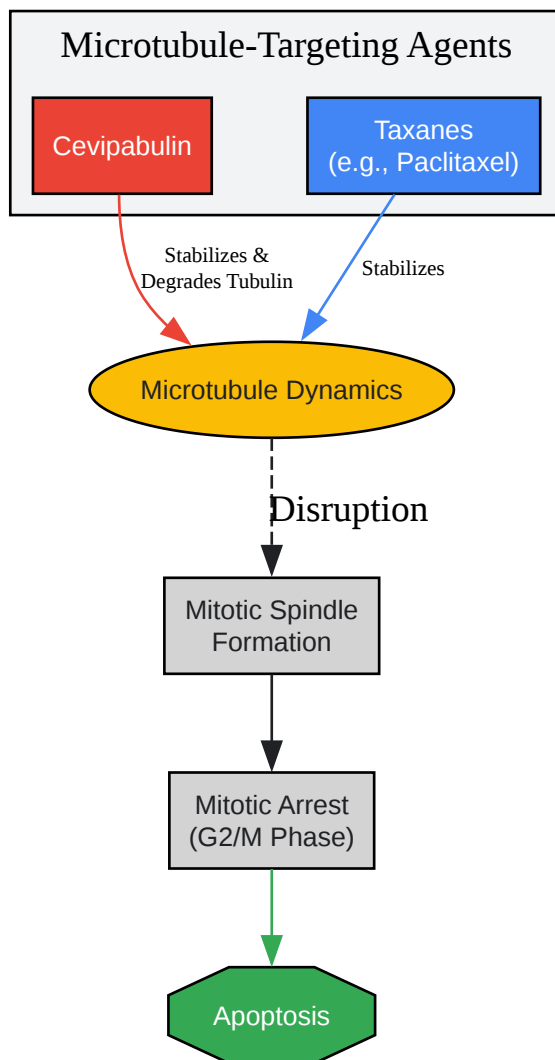 Microtubule-Targeting Agents
Cevipabulin
Taxanes
(e.g., Paclitaxel)
Stabilizes &
Degrades Tubulin
Stabilizes
Microtubule Dynamics
Disruption
Mitotic Spindle
Formation
Mitotic Arrest
(G2/M Phase)
Apoptosis